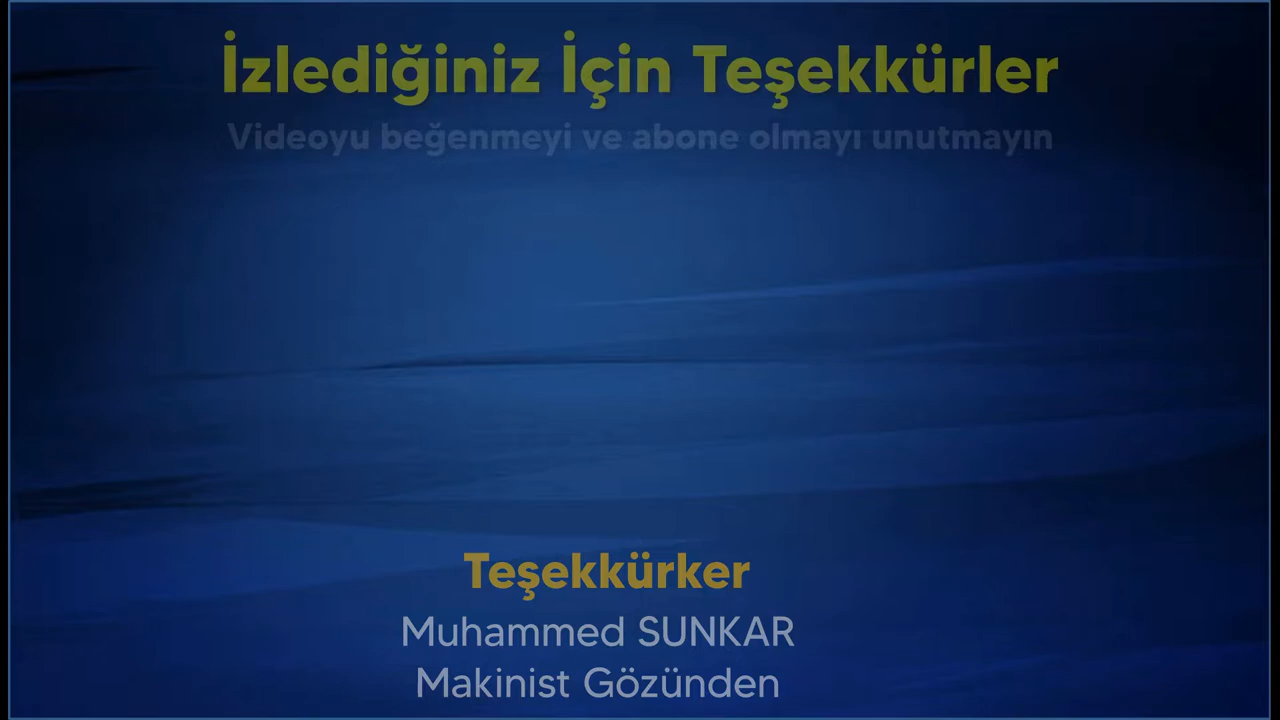 İzlediğiniz İçin Teşekkürler
Videoyu beğenmeyi ve abone olmayı unutmayın
Teşekkürker
Muhammed SUNKAR
Makinist Gözünden